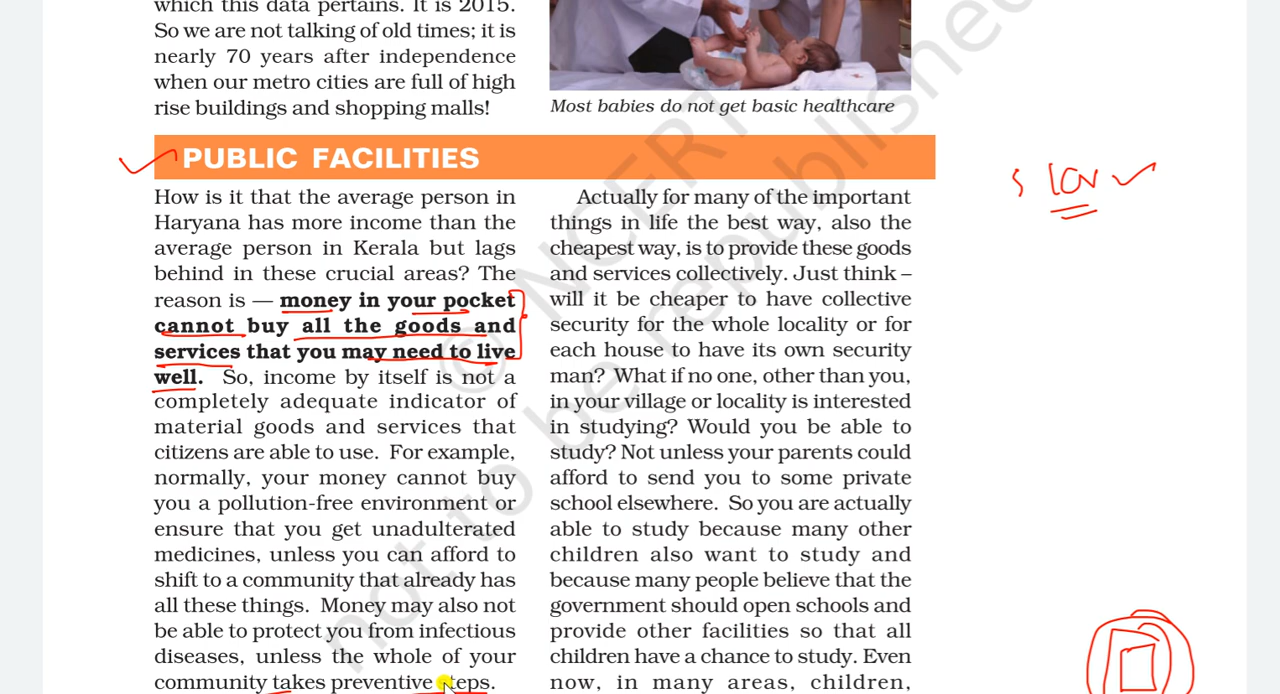 which this data pertains. It is 2015.
So we are not talking of old times; it is
nearly 70 years after independence
when our metro cities are full of high
rise buildings and shopping malls!
Most babies do not get basic healthcare
PUBLIC FACILITIES
How is it that the average person in
Haryana has more income than the
average person in Kerala but lags
behind in these crucial areas? The
reason is — money in your pocket
cannot buy all the goods and
services that you may need to live
well. So, income by itself is not a
completely adequate indicator of
material goods and services that
citizens are able to use. For example,
normally, your money cannot buy
you a pollution-free environment or
ensure that you get unadulterated
medicines, unless you can afford to
shift to a community that already has
all these things. Money may also not
be able to protect you from infectious
diseases, unless the whole of your
community takes preventive steps.
Actually for many of the important
things in life the best way, also the
cheapest way, is to provide these goods
and services collectively. Just think –
will it be cheaper to have collective
security for the whole locality or for
each house to have its own security
man? What if no one, other than you,
in your village or locality is interested
in studying? Would you be able to
study? Not unless your parents could
afford to send you to some private
school elsewhere. So you are actually
able to study because many other
children also want to study and
because many people believe that the
government should open schools and
provide other facilities so that all
children have a chance to study. Even
now, in many areas, children,
© NCERT
not to be republished